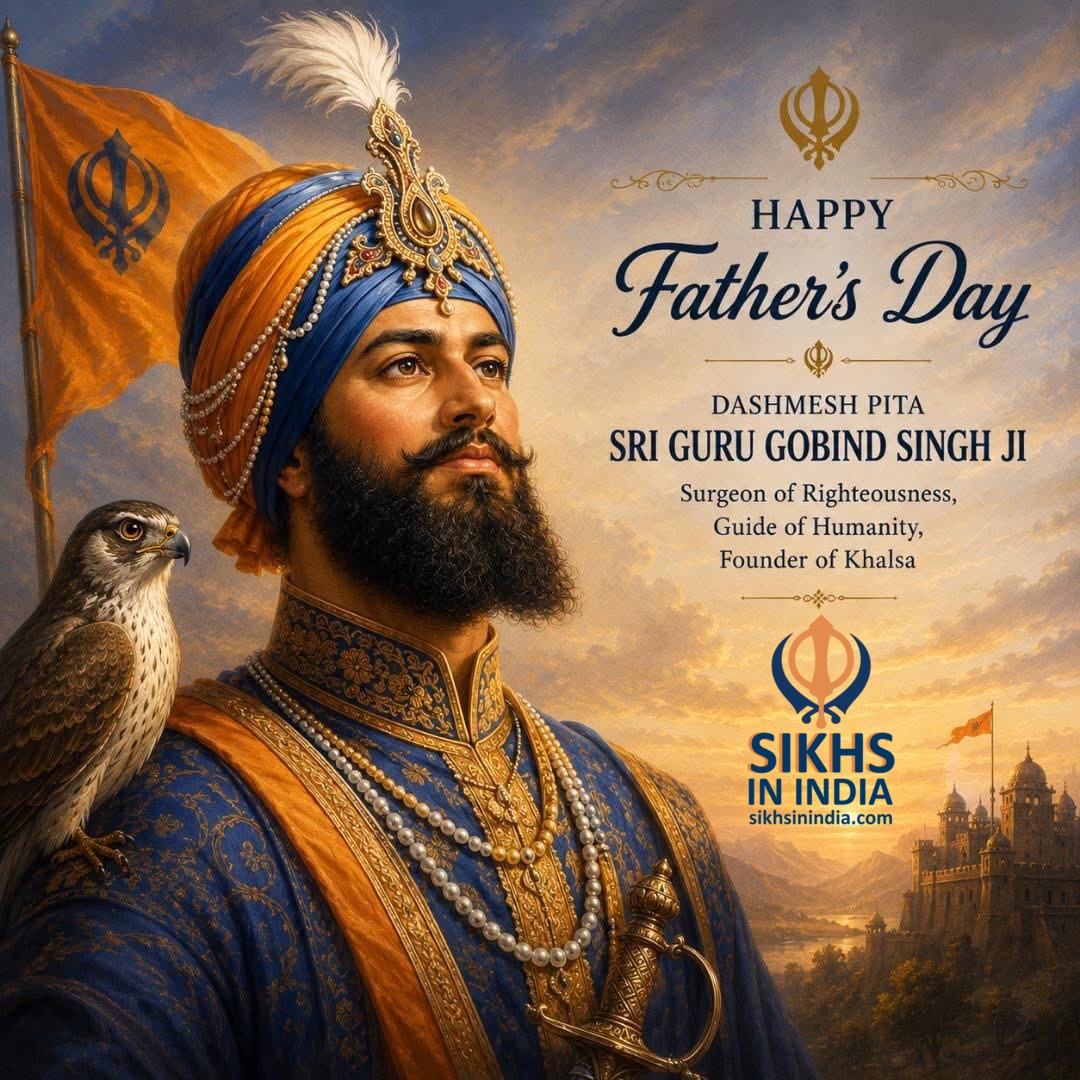 HAPPY
Father's Day
DASHMESH PITA
SRI GURU GOBIND SINGH JI
Surgeon of Righteousness,
Guide of Humanity,
Founder of Khalsa
SIKHS
IN INDIA
sikhsinindia.com